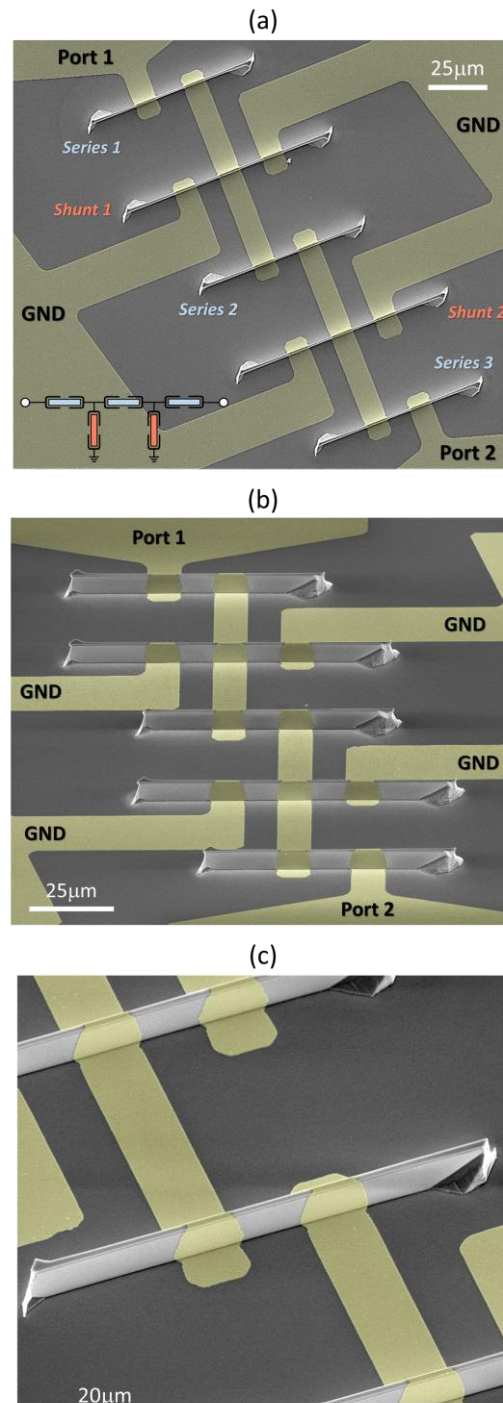 (a)
Port 1
25μm
GND
Series 1
Shunt 1
Series 2
GND
Shunt 2
Series 3
Port 2
(b)
Port 1
GND
GND
GND
GND
25μm
Port 2
(c)
20μm